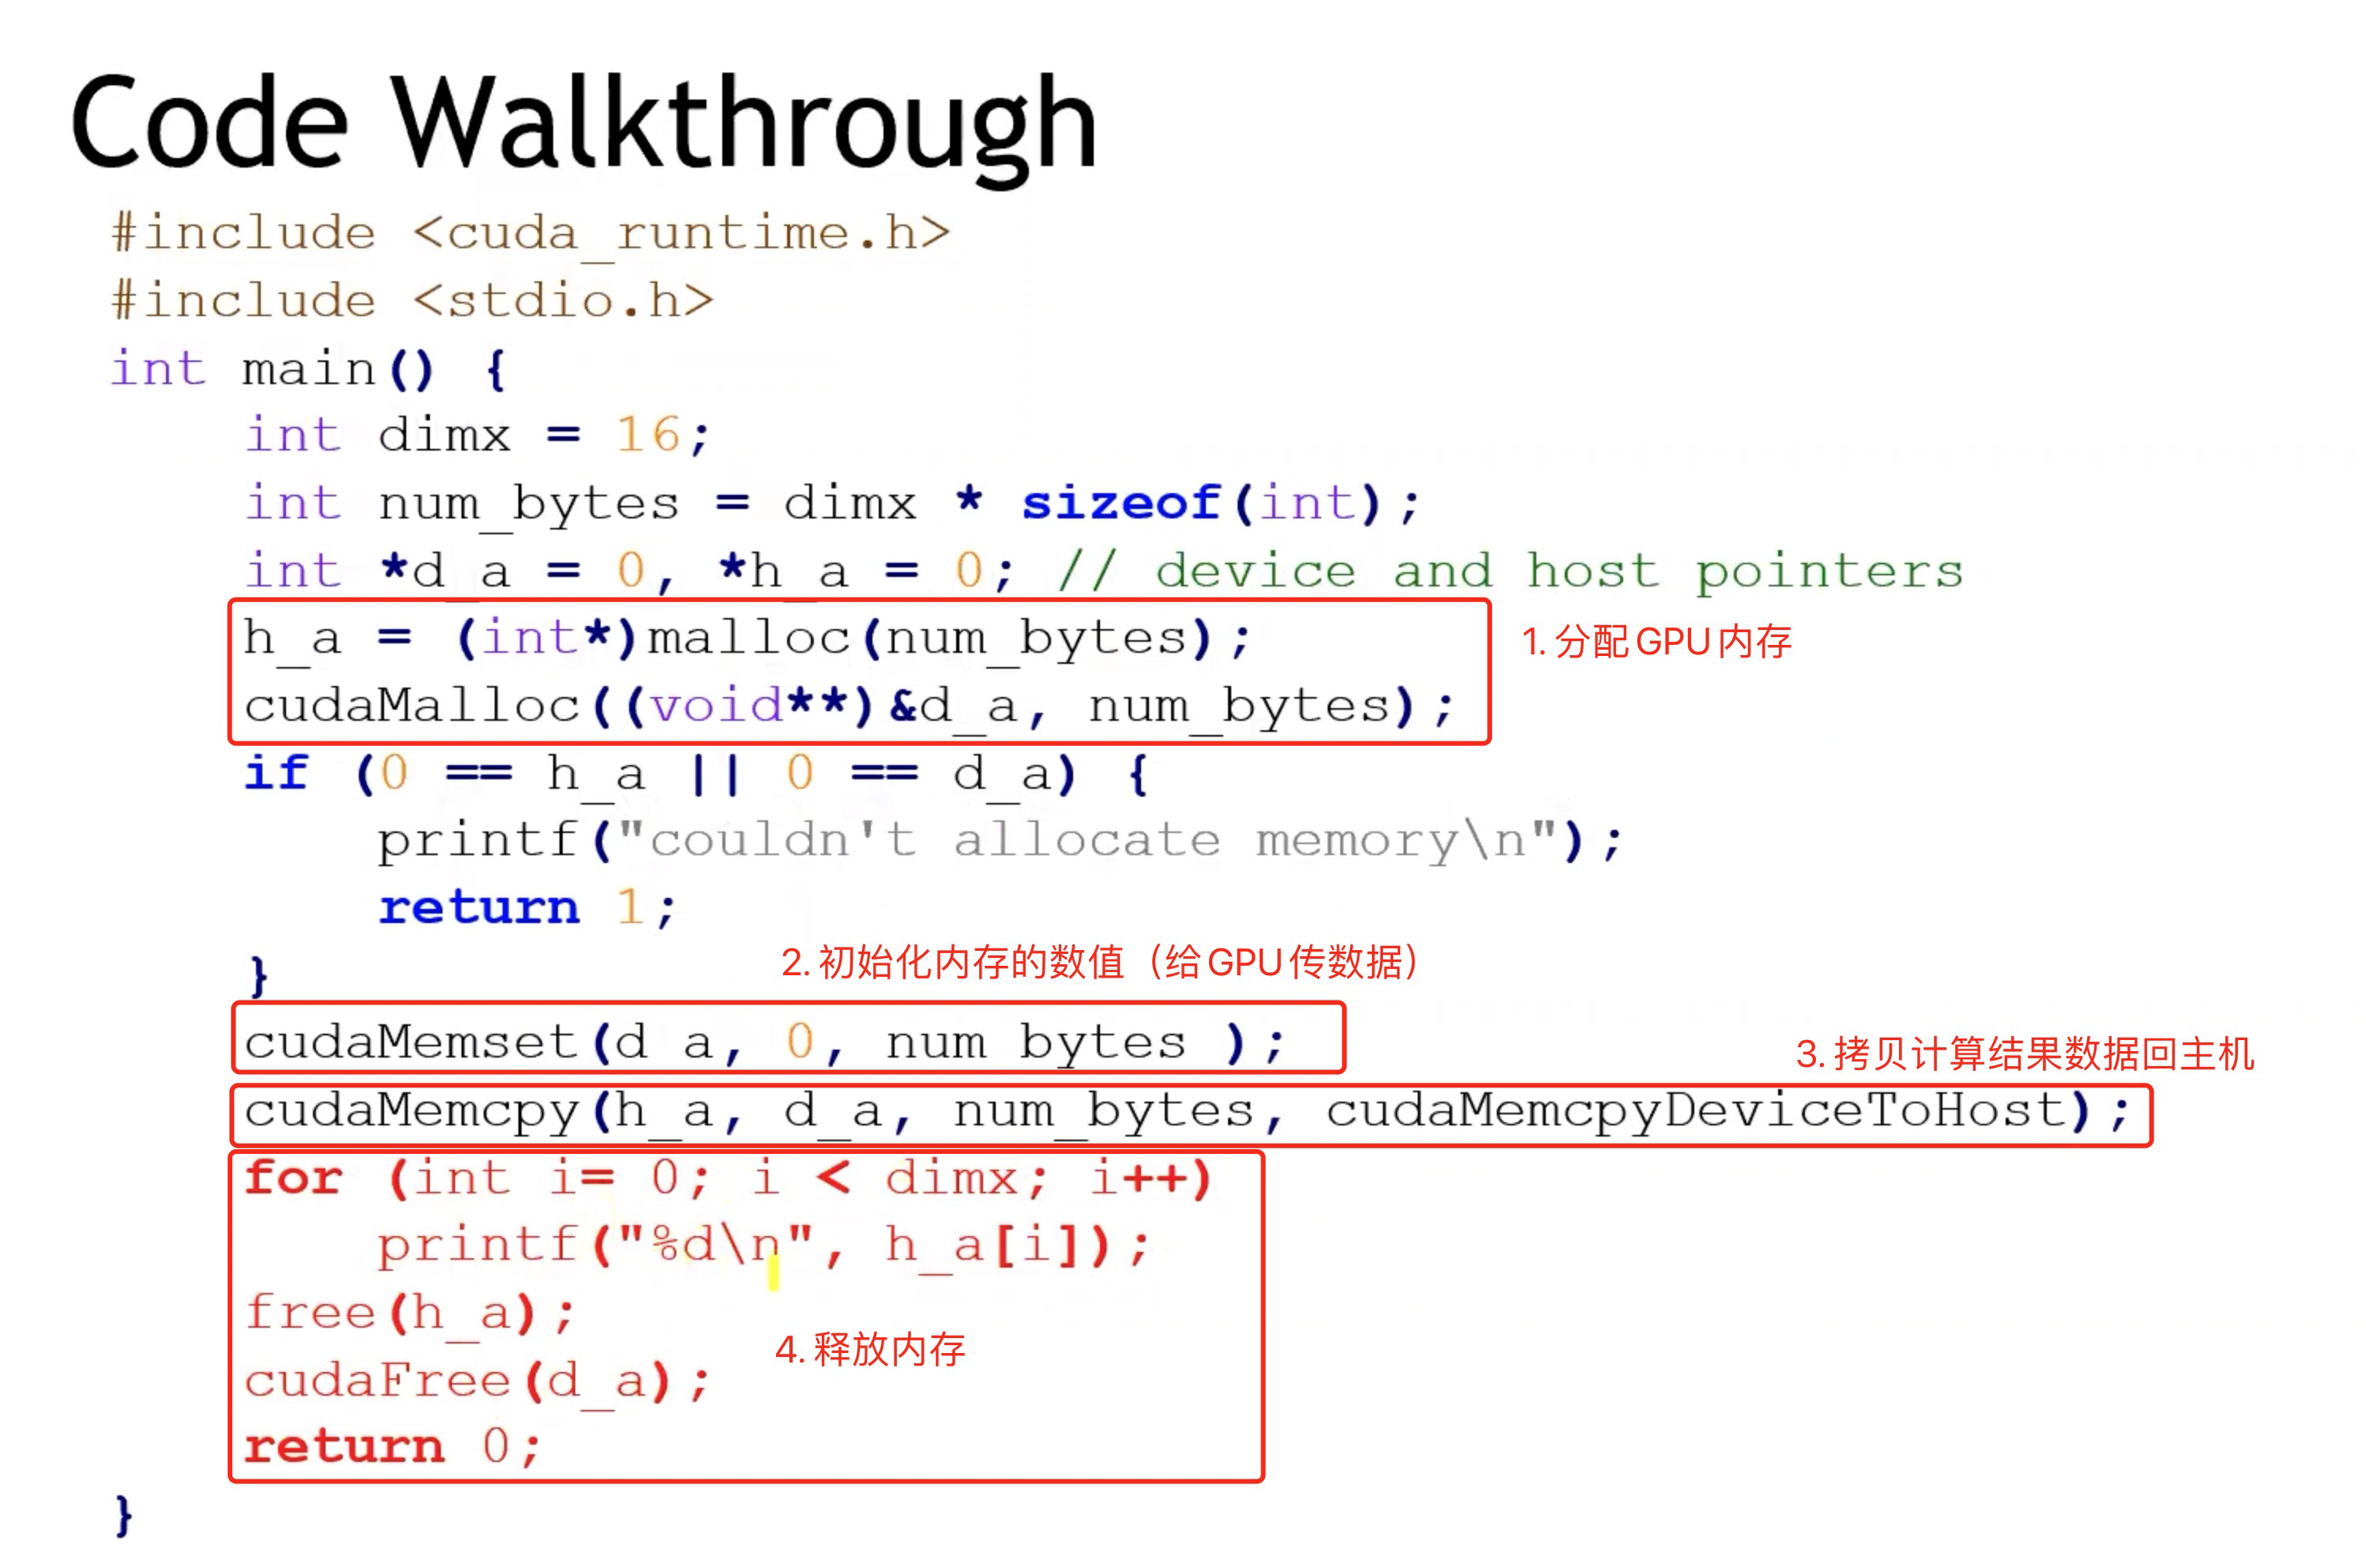 Code Walkthrough
#include <cuda_runtime.h>
#include <stdio.h>
int main() {
int dimx = 16;
int num_bytes = dimx * sizeof(int);
int *d_a = 0, *h_a = 0; // device and host pointers
h_a = (int*)malloc(num_bytes);
1. 分配GPU内存
cudaMalloc((void**)&d_a, num_bytes);
if (0 == h_a || 0 == d_a) {
printf("couldn't allocate memory\n");
return 1;
2. 初始化内存的数值（给GPU传数据）
}
cudaMemset(d_a, 0, num_bytes );
3. 拷贝计算结果数据回主机
cudaMemcpy(h_a, d_a, num_bytes, cudaMemcpyDeviceToHost);
for (int i= 0; i < dimx; i++)
printf("%d\n", h_a[i]);
free(h_a);
4. 释放内存
cudaFree(d_a);
return 0;
}